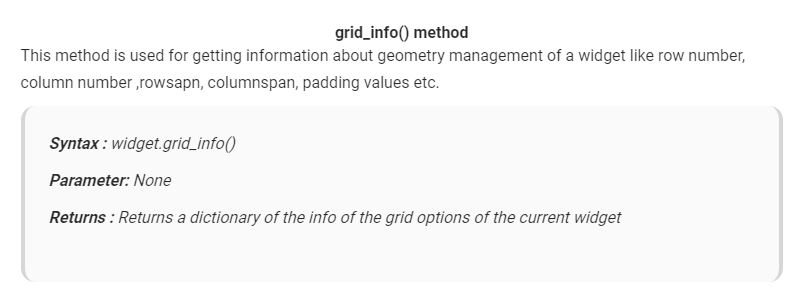 grid_info() method
This method is used for getting information about geometry management of a widget like row number,
column number ,rowsapn, columnspan, padding values etc.
Syntax : widget.grid_info()
Parameter: None
Returns : Returns a dictionary of the info of the grid options of the current widget